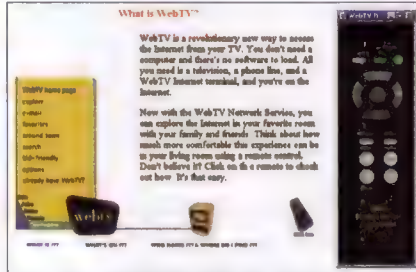 What is WebTV™
WebTV is a revolutionary new way to access
the Internet from your TV. You don't need a
computer and there's no software to load. All
you need is a television, a phone line, and a
WebTV Internet terminal, and you're on the
Internet.
Now with the WebTV Network Service, you
can explore the Internet in your favorite room
with your family and friends. Think about how
much more comfortable this experience can be
in your living room using a remote control.
Don't believe it? Click on the remote to check
out how. It's that easy.
WebTV home page
explore
e-mail
favorites
around town
search
kid-friendly
options
already have WebTV?
webtv